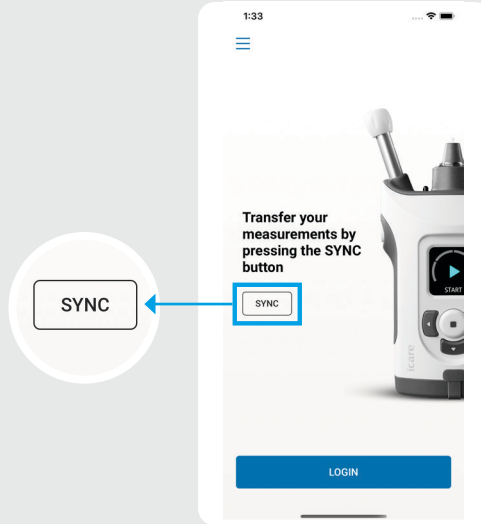 1:33
Transfer your
measurements by
pressing the SYNC
button
SYNC
SYNC
START
icare
LOGIN